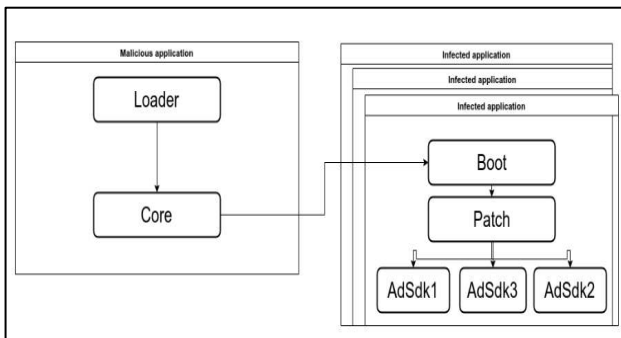 Malicious application
Loader
Core
Infected application
Infected application
Infected application
Boot
Patch
AdSdk1 AdSdk3 AdSdk2